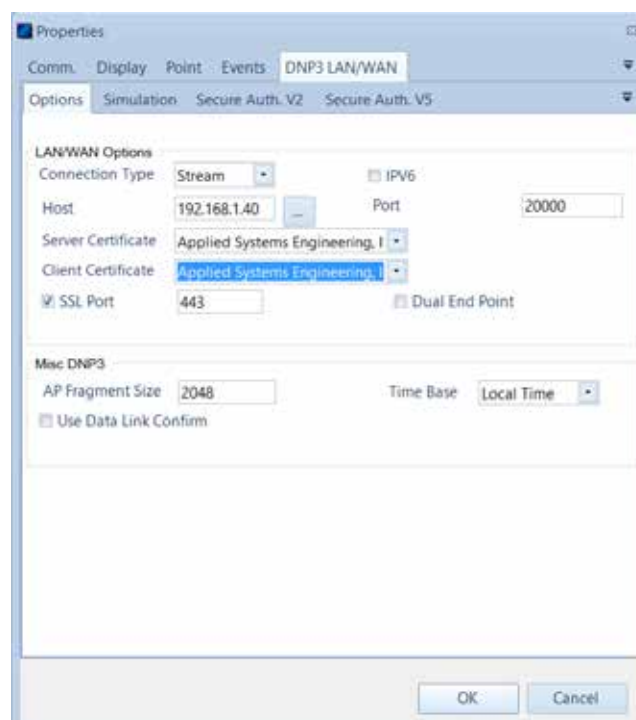 Properties
Comm. Display Point Events DNP3 LAN/WAN
Options Simulation Secure Auth. V2 Secure Auth. V5
LAN/WAN Options
Connection Type Stream IPV6
Host 192.168.1.40 ... Port 20000
Server Certificate Applied Systems Engineering, I
Client Certificate Applied Systems Engineering, I
SSL Port 443 Dual End Point
Misc DNP3
AP Fragment Size 2048 Time Base Local Time
Use Data Link Confirm
OK Cancel